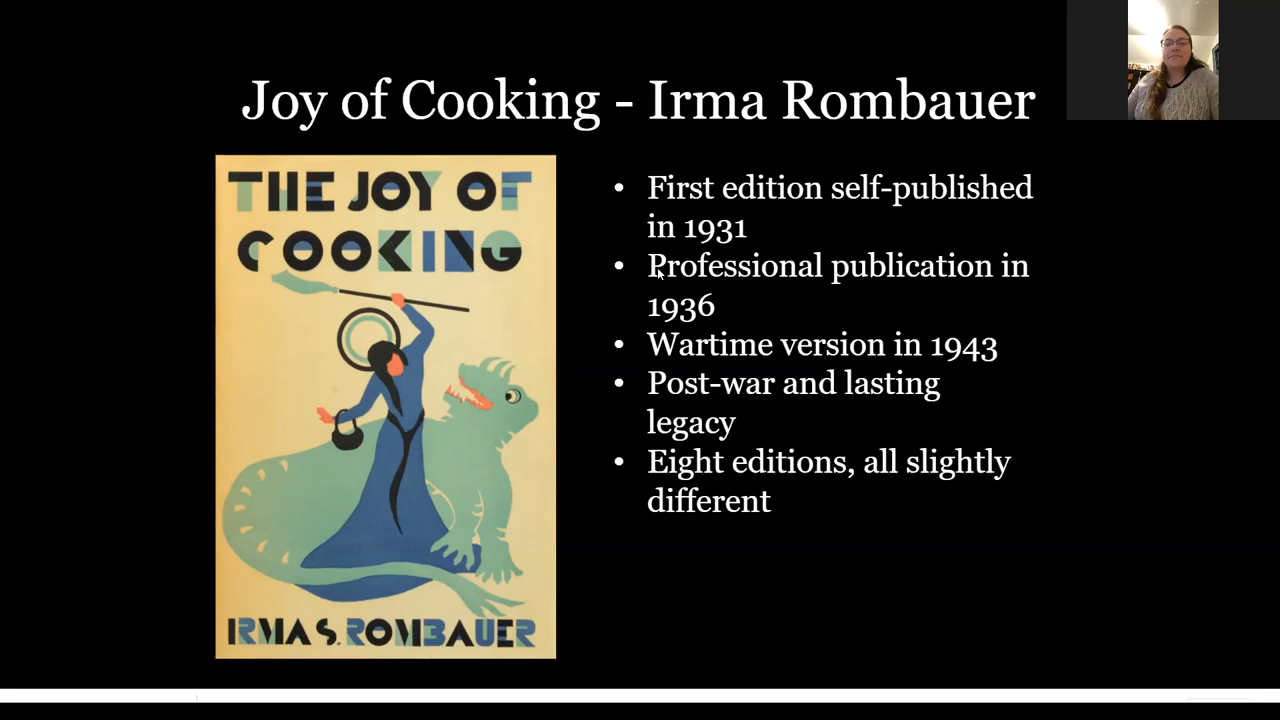 Joy of Cooking - Irma Rombauer
THE JOY OF
COOKING
IRMA S. ROMBAUER
• First edition self-published
in 1931
• Professional publication in
1936
• Wartime version in 1943
• Post-war and lasting
legacy
• Eight editions, all slightly
different